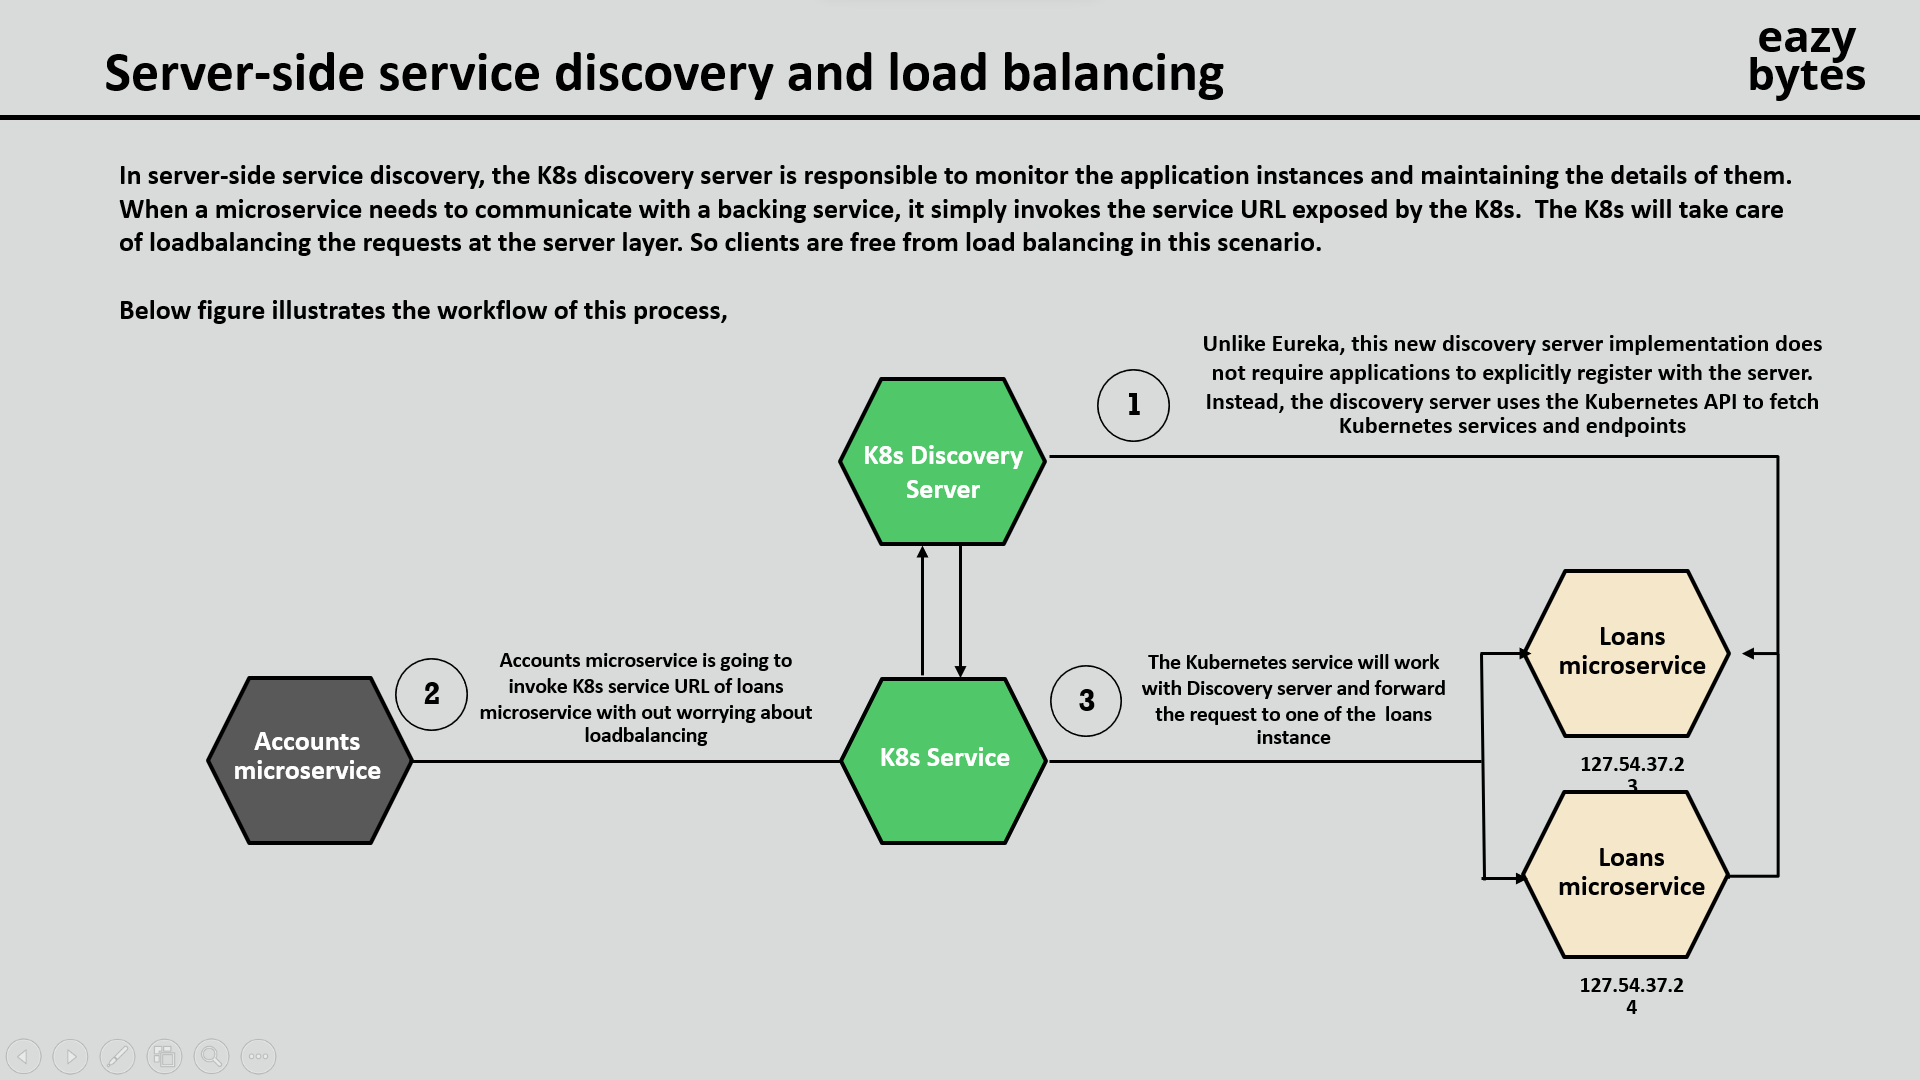 Server-side service discovery and load balancing
eazy
bytes
In server-side service discovery, the K8s discovery server is responsible to monitor the application instances and maintaining the details of them.
When a microservice needs to communicate with a backing service, it simply invokes the service URL exposed by the K8s.  The K8s will take care
of loadbalancing the requests at the server layer. So clients are free from load balancing in this scenario.
Below figure illustrates the workflow of this process,
1
Unlike Eureka, this new discovery server implementation does
not require applications to explicitly register with the server.
Instead, the discovery server uses the Kubernetes API to fetch
Kubernetes services and endpoints
K8s Discovery
Server
Accounts
microservice
2
Accounts microservice is going to
invoke K8s service URL of loans
microservice with out worrying about
loadbalancing
K8s Service
3
The Kubernetes service will work
with Discovery server and forward
the request to one of the  loans
instance
Loans
microservice
127.54.37.2
3
Loans
microservice
127.54.37.2
4